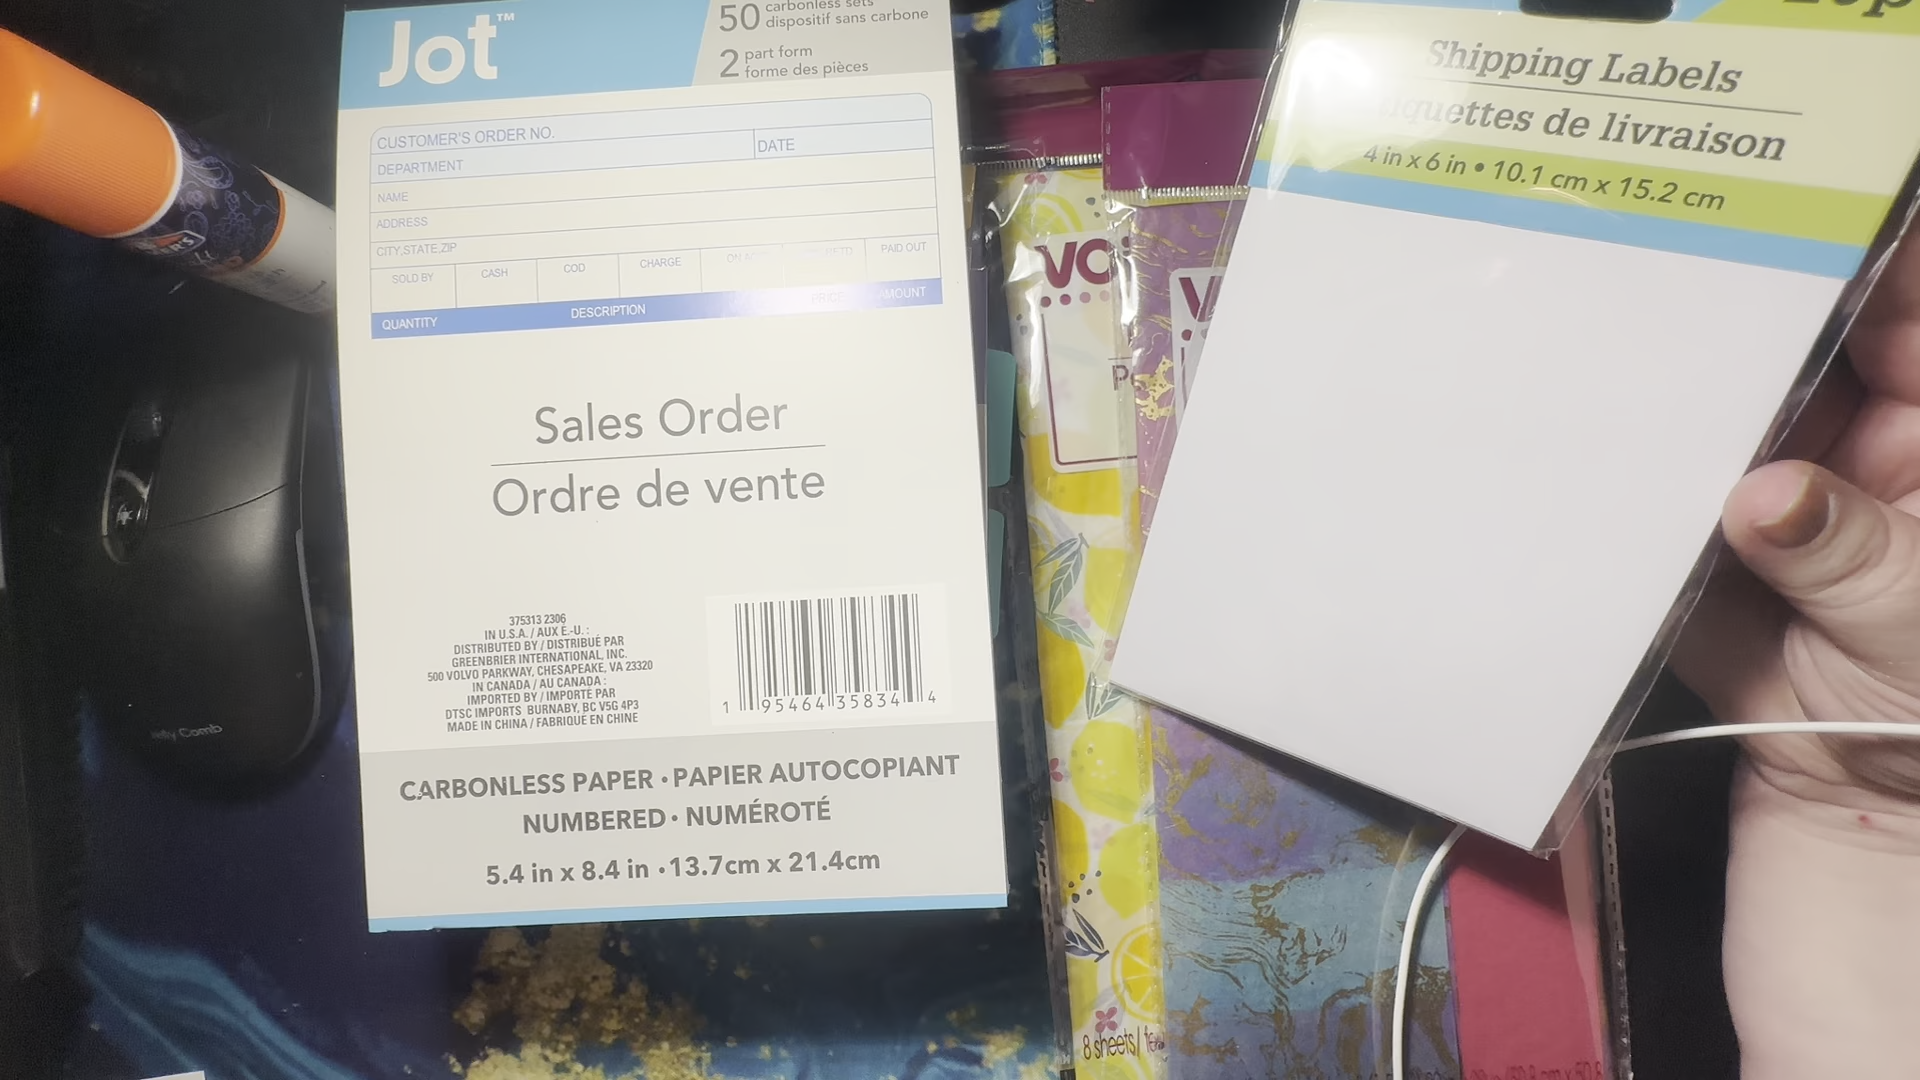 Jot™
50 carbonless sets
dispositif sans carbone
2 part form
forme des pièces
CUSTOMER'S ORDER NO.
DEPARTMENT
DATE
NAME
ADDRESS
CITY,STATE,ZIP
SOLD BY
CASH
COD
CHARGE
PAID OUT
QUANTITY
DESCRIPTION
PRICE
AMOUNT
Sales Order
Ordre de vente
375313 2306
IN U.S.A. / AUX É.-U. :
DISTRIBUTED BY / DISTRIBUÉ PAR
GREENBRIER INTERNATIONAL, INC.
500 VOLVO PARKWAY, CHESAPEAKE, VA 23320
IN CANADA / AU CANADA :
IMPORTED BY / IMPORTÉ PAR
DTSC IMPORTS BURNABY, BC V5G 4P3
MADE IN CHINA / FABRIQUÉ EN CHINE
1 95464 35834 4
CARBONLESS PAPER • PAPIER AUTOCOPIANT
NUMBERED • NUMÉROTÉ
5.4 in x 8.4 in • 13.7cm x 21.4cm
Shipping Labels
de livraison
4 in x 6 in • 10.1 cm x 15.2 cm
8 sheets/